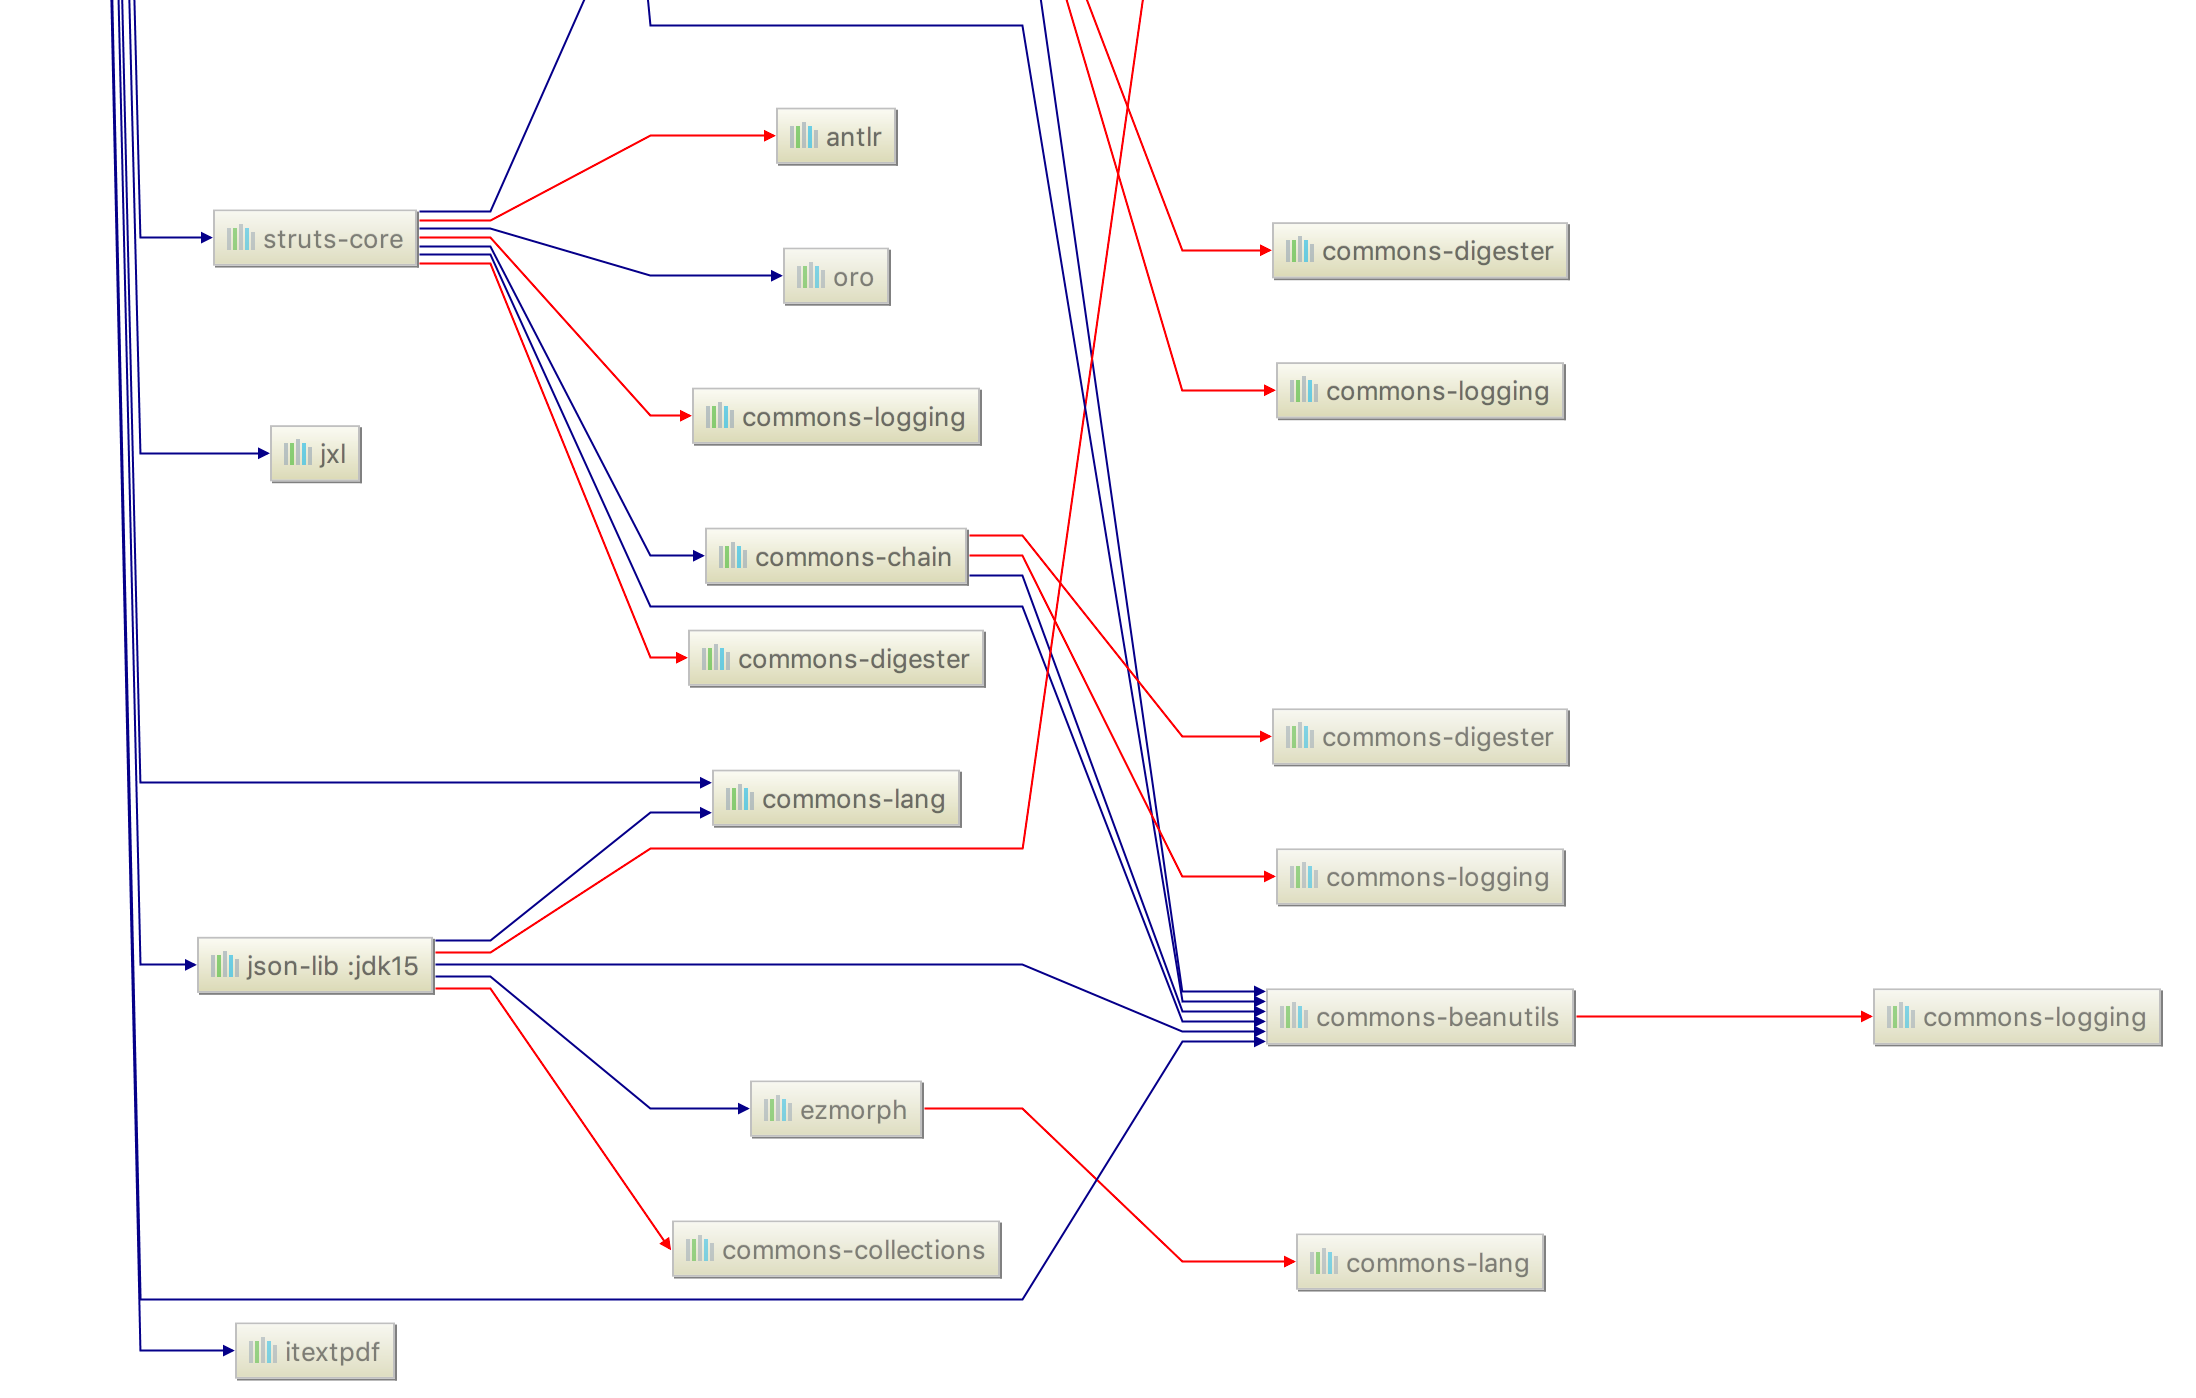 antlr
struts-core
commons-digester
oro
commons-logging
commons-logging
jxl
commons-chain
commons-digester
commons-digester
commons-lang
commons-logging
json-lib :jdk15
commons-beanutils
commons-logging
ezmorph
commons-collections
commons-lang
itextpdf